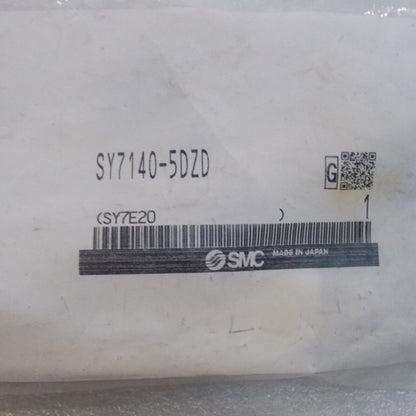 SY7140-5DZD
G
(SY7E20 ) 1
SMC MADE IN JAPAN